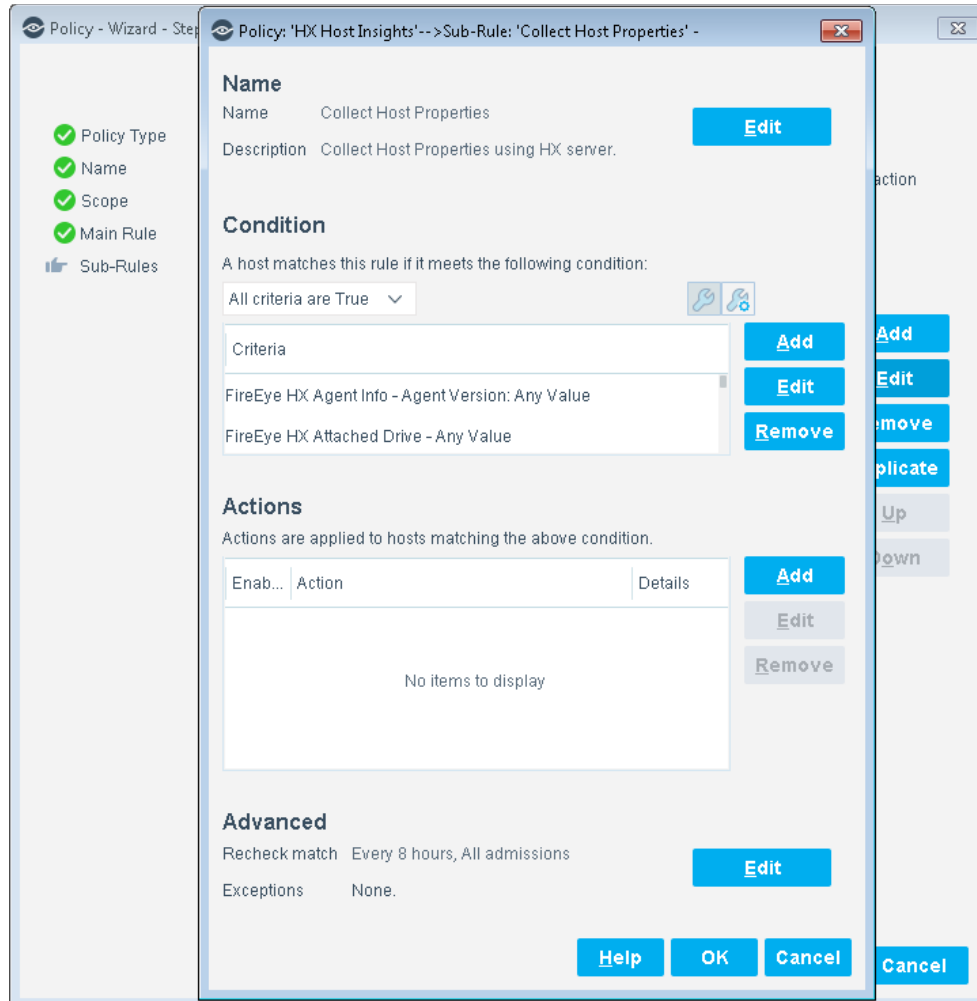 Policy - Wizard - Step
Policy: 'HX Host Insights'-->Sub-Rule: 'Collect Host Properties' -
Policy Type
Name
Scope
Main Rule
Sub-Rules
Name
Name Collect Host Properties
Edit
Description Collect Host Properties using HX server.
Condition
A host matches this rule if it meets the following condition:
All criteria are True
Criteria
Add
Edit
Remove
FireEye HX Agent Info - Agent Version: Any Value
FireEye HX Attached Drive - Any Value
Actions
Actions are applied to hosts matching the above condition.
Enab... Action Details
Add
Edit
Remove
No items to display
Advanced
Recheck match Every 8 hours, All admissions
Edit
Exceptions None.
Help OK Cancel
action
Add
Edit
emove
plicate
Up
Down
Cancel